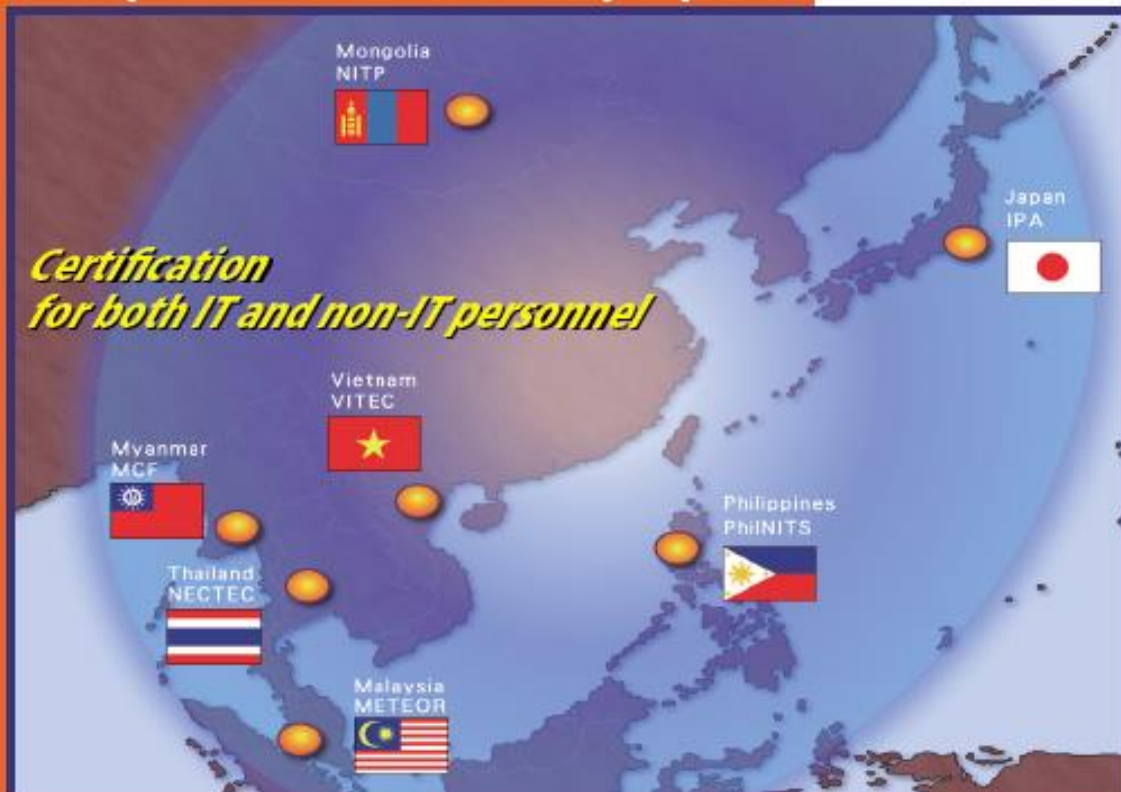 Mongolia
NITP
Japan
IPA
Certification
for both IT and non-IT personnel
Vietnam
VITEC
Myanmar
MCF
Philippines
PhilNITS
Thailand
NECTEC
Malaysia
METEOR